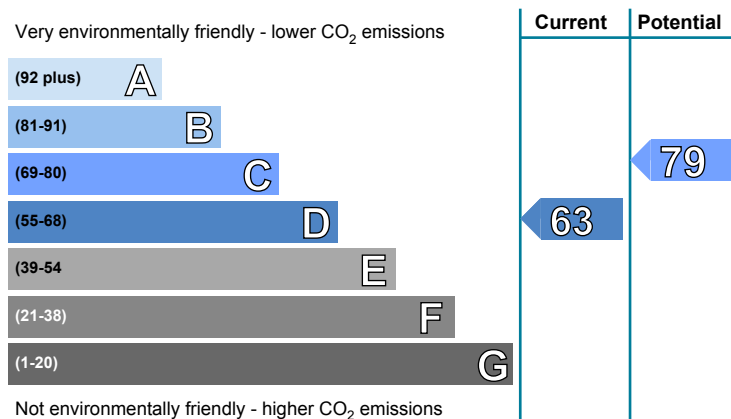 Current Potential
Very environmentally friendly - lower CO₂ emissions
(92 plus) A
(81-91) B
(69-80) C
79
(55-68) D
63
(39-54 E
(21-38) F
(1-20) G
Not environmentally friendly - higher CO₂ emissions